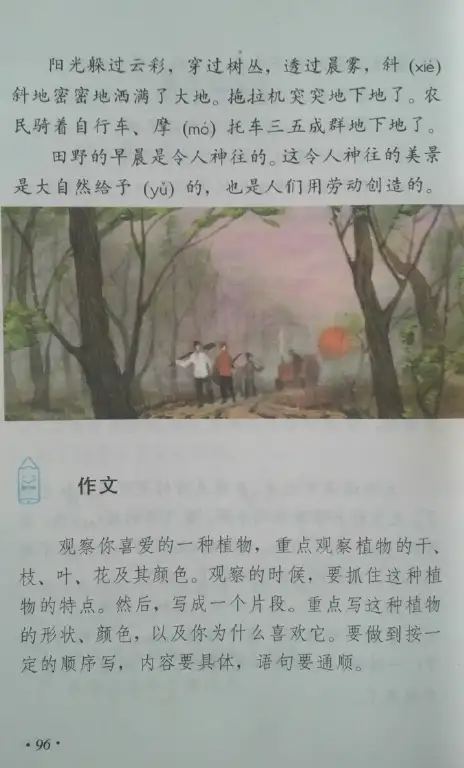 阳光躲过云彩，穿过树丛，透过晨雾，斜 (xié)
斜地密密地洒满了大地。拖拉机突突地下地了。农
民骑着自行车、摩 (mó) 托车三五成群地下地了。
田野的早晨是令人神往的。这令人神往的美景
是大自然给予 (yǔ) 的，也是人们用劳动创造的。
作文
观察你喜爱的一种植物，重点观察植物的干、
枝、叶、花及其颜色。观察的时候，要抓住这种植
物的特点。然后，写成一个片段。重点写这种植物
的形状、颜色，以及你为什么喜欢它。要做到按一
定的顺序写，内容要具体，语句要通顺。
·96·